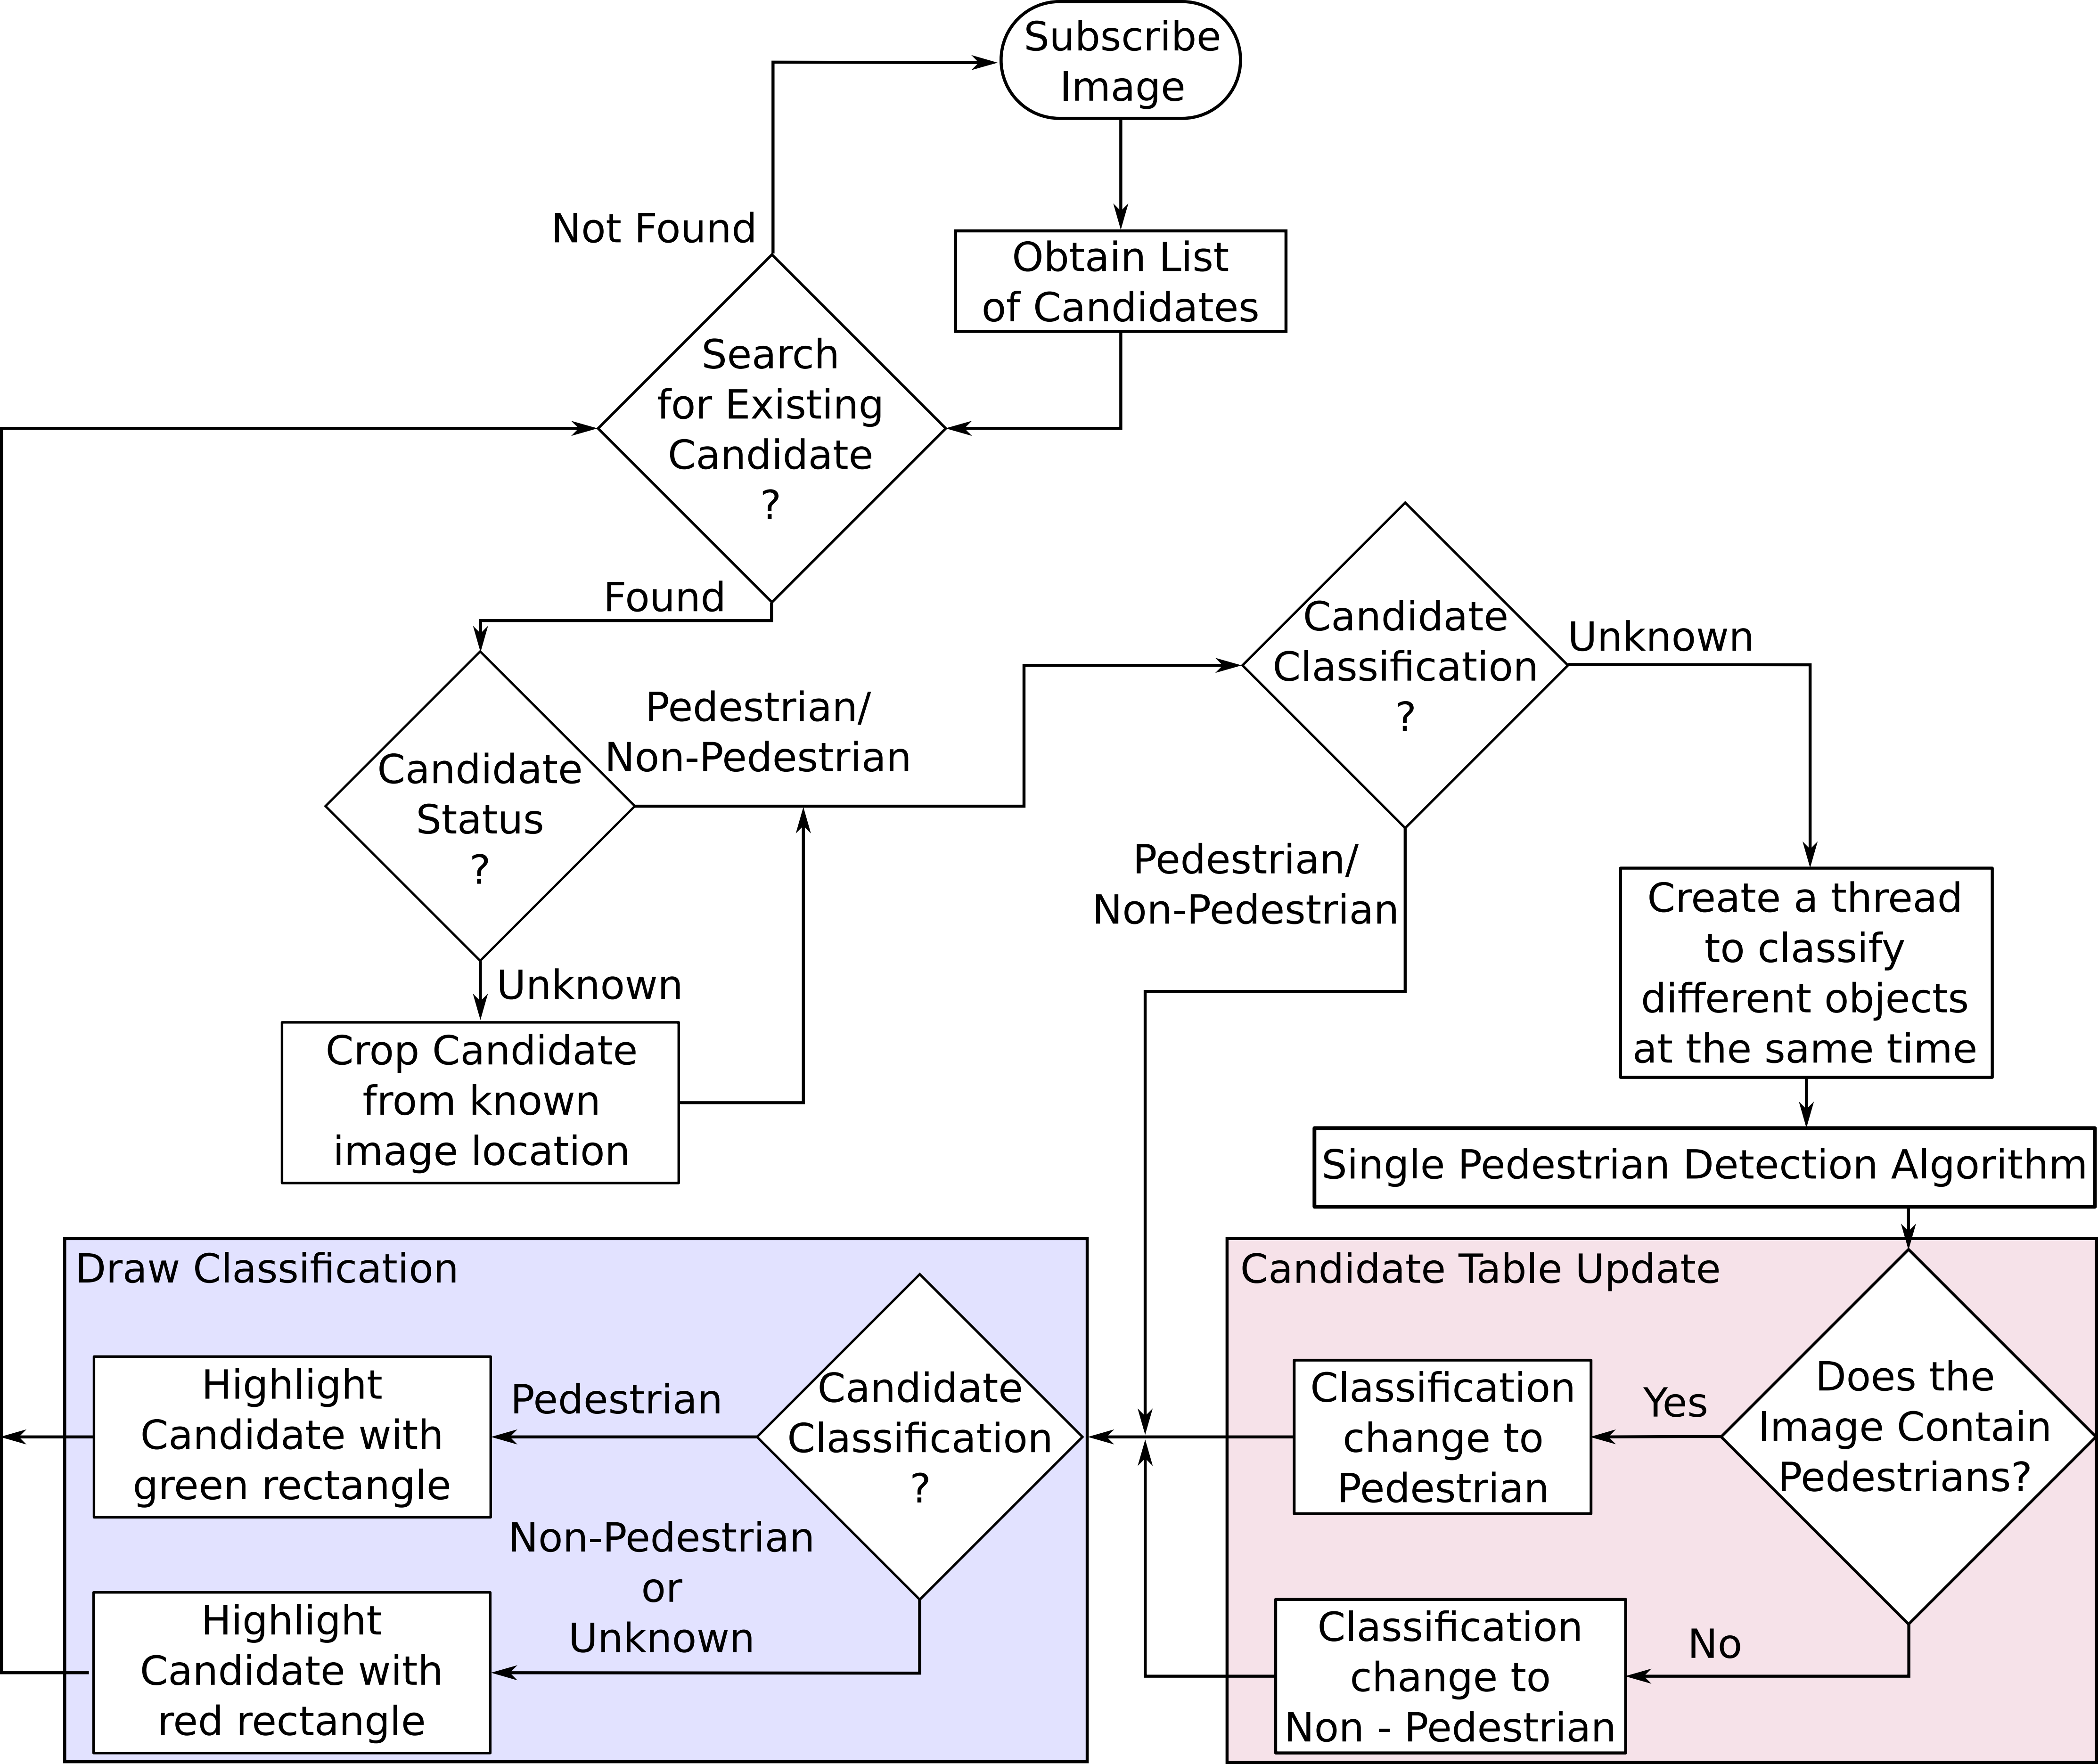 Subscribe
Image
Not Found
Obtain List
of Candidates
Search
for Existing
Candidate
?
Found
Candidate
Classification
?
Unknown
Pedestrian/
Non-Pedestrian
Candidate
Status
?
Pedestrian/
Non-Pedestrian
Create a thread
to classify
different objects
at the same time
Unknown
Crop Candidate
from known
image location
Single Pedestrian Detection Algorithm
Draw Classification
Candidate Table Update
Highlight
Candidate with
green rectangle
Pedestrian
Candidate
Classification
?
Classification
change to
Pedestrian
Yes
Does the
Image Contain
Pedestrians?
Non-Pedestrian
or
Unknown
Highlight
Candidate with
red rectangle
Classification
change to
Non - Pedestrian
No